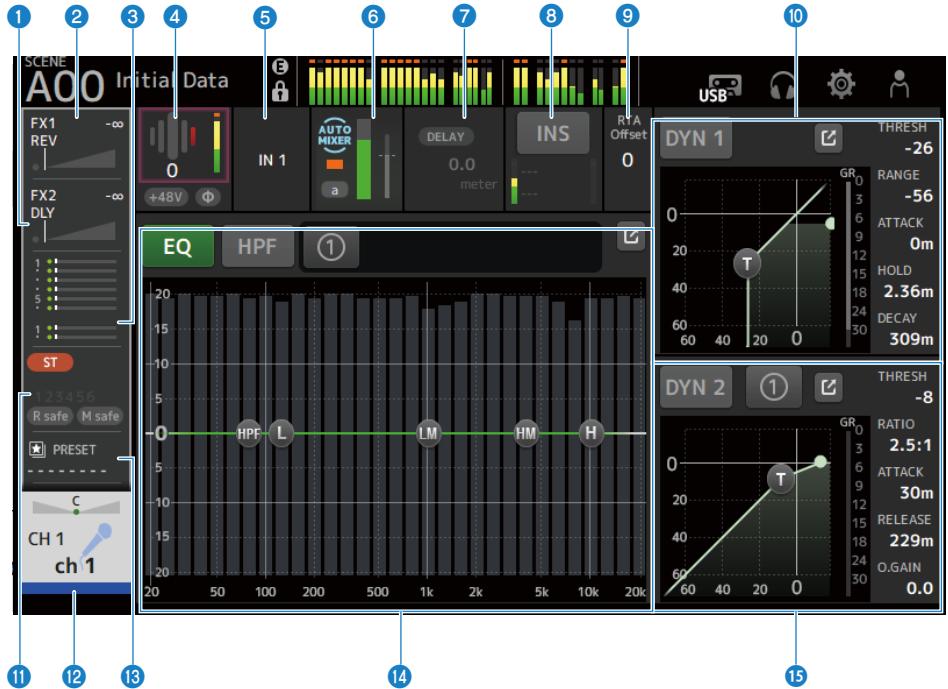 1 2 3 4 5 6 7 8 9 10
SCENE
A00 Initial Data
E
USB
FX1 -∞
REV
FX2 -∞
DLY
1
5
1
ST
123456
R safe M safe
PRESET
--------
C
CH 1
ch 1
0
+48V Φ
IN 1
AUTO
MIXER
a
DELAY
0.0
meter
INS
---
---
RTA
Offset
0
EQ HPF 1
20
15
10
5
0
5
10
15
20
HPF L LM HM H
20 50 100 200 500 1k 2k 5k 10k 20k
DYN 1
THRESH
-26
RANGE
-56
ATTACK
0m
HOLD
2.36m
DECAY
309m
GR
0
3
6
9
12
15
18
24
30
0
20
40
60
T
60 40 20 0
DYN 2 1
THRESH
-8
RATIO
2.5:1
ATTACK
30m
RELEASE
229m
O.GAIN
0.0
GR
0
3
6
9
12
15
18
24
30
0
20
40
60
T
60 40 20 0
11 12 13 14 15